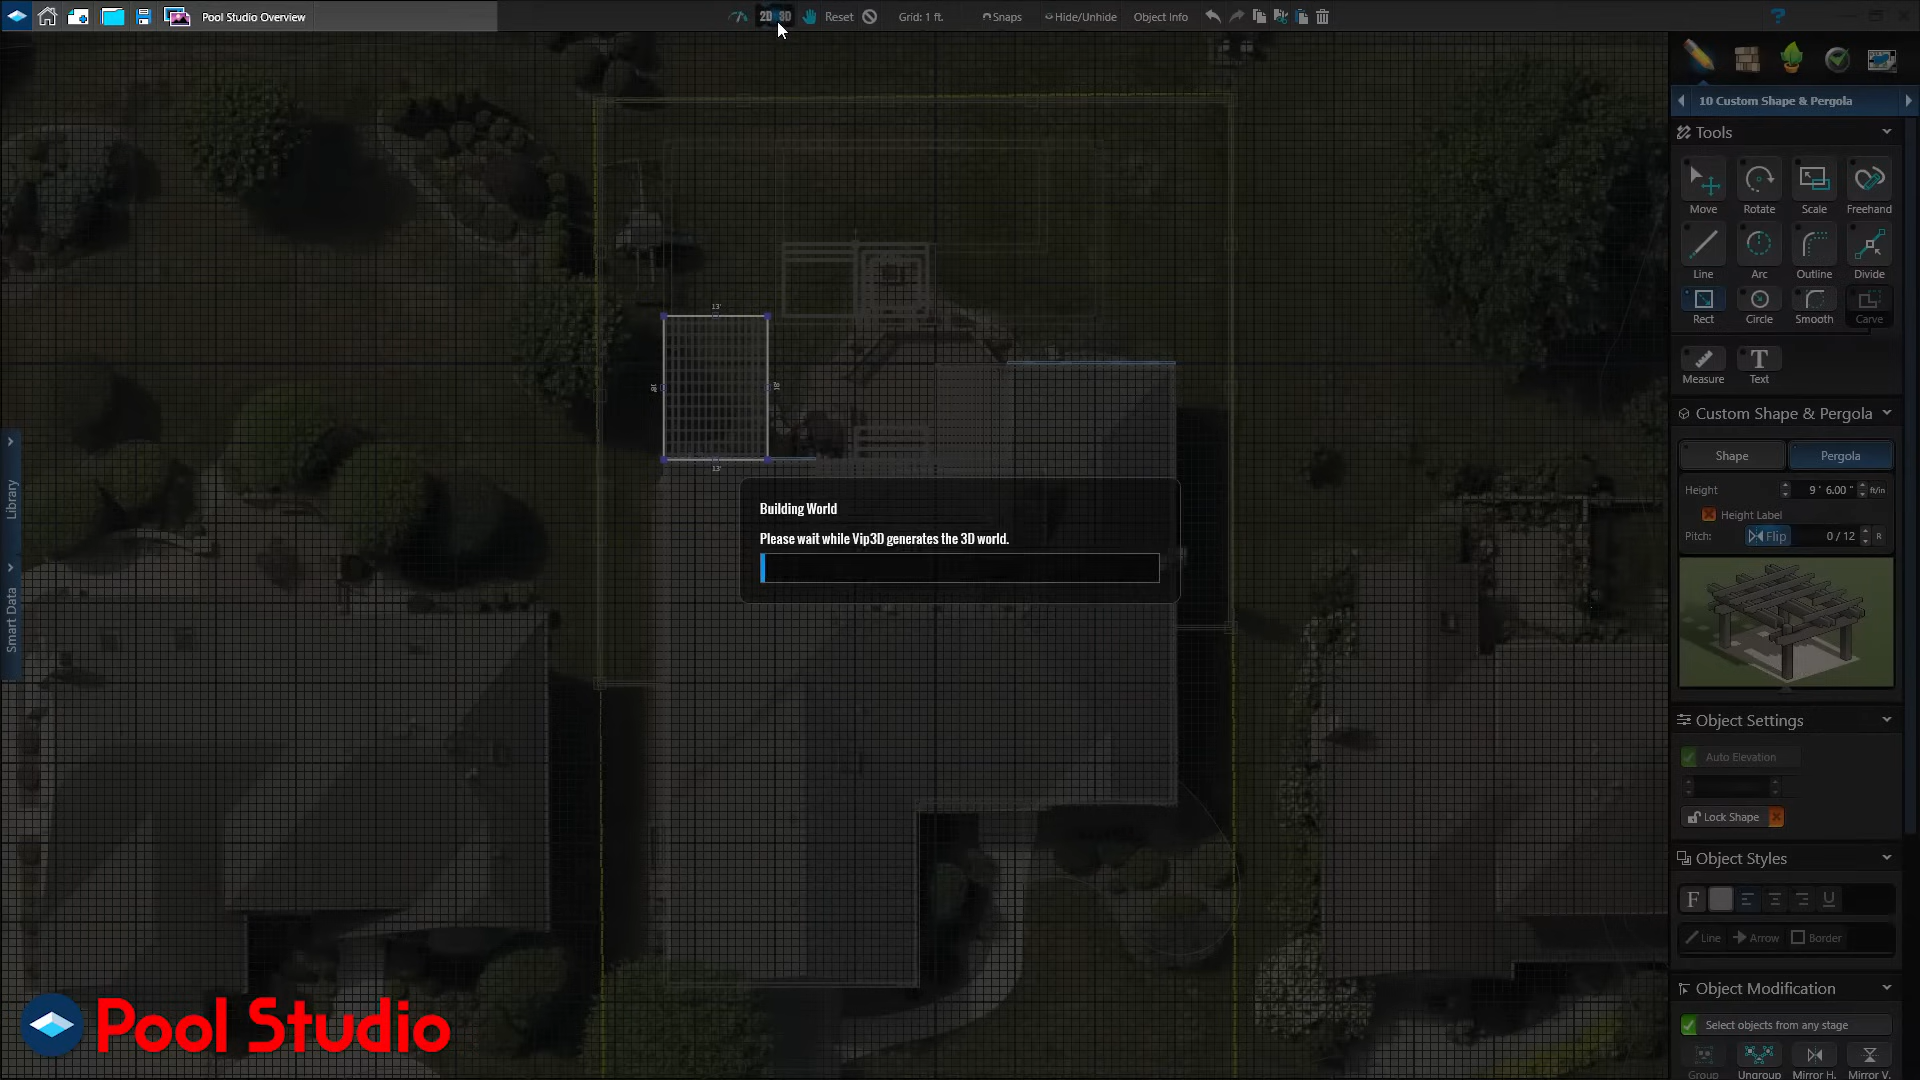 Pool Studio Overview
2D 3D
Reset
Grid: 1 ft.
Snaps
Hide/Unhide
Object Info
?
10 Custom Shape & Pergola
Tools
Move
Rotate
Scale
Freehand
Line
Arc
Outline
Divide
Rect
Circle
Smooth
Carve
Measure
Text
Custom Shape & Pergola
Shape
Pergola
Height
9 ' 6.00 "
ft/in
Height Label
Pitch:
Flip
0 / 12
R
Object Settings
Auto Elevation
Lock Shape
Object Styles
F
U
Line
Arrow
Border
Object Modification
Select objects from any stage
Group
Ungroup
Mirror H.
Mirror V.
Library
Smart Data
13'
18'
18'
13'
Building World
Please wait while Vip3D generates the 3D world.
Pool Studio